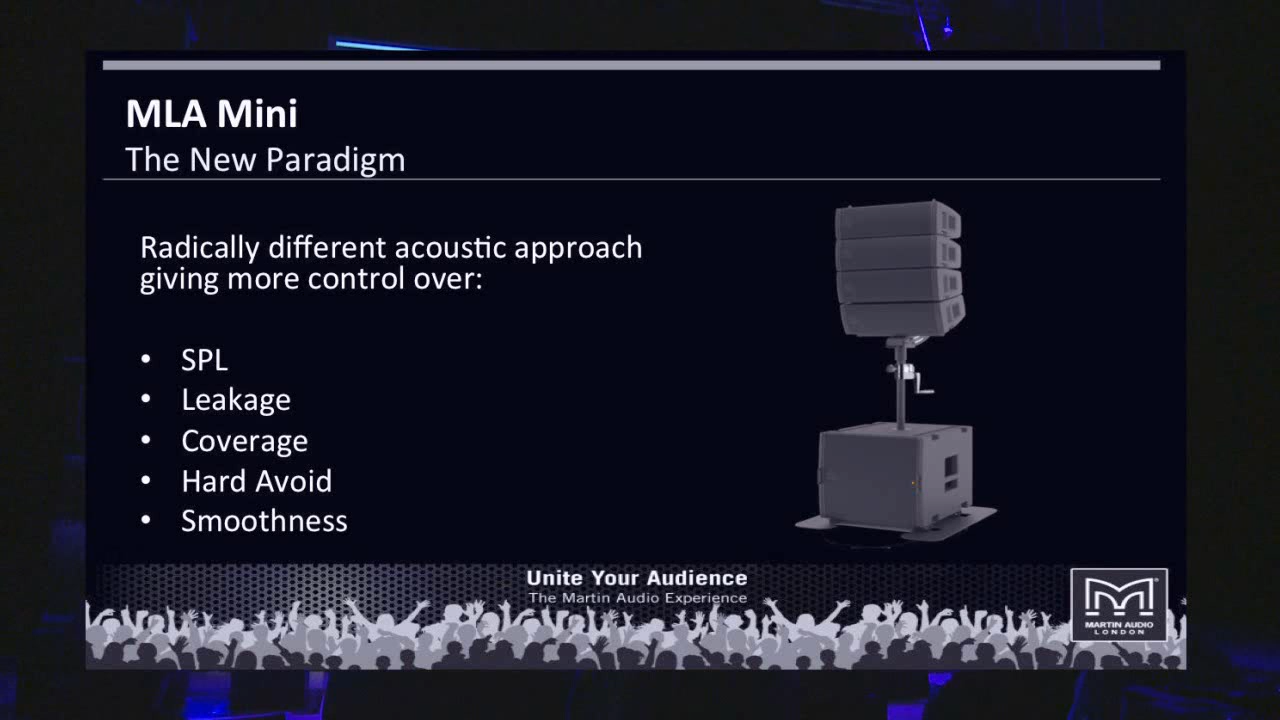 MLA Mini
The New Paradigm
Radically different acoustic approach
giving more control over:
• SPL
• Leakage
• Coverage
• Hard Avoid
• Smoothness
Unite Your Audience
The Martin Audio Experience
MARTIN AUDIO
LONDON